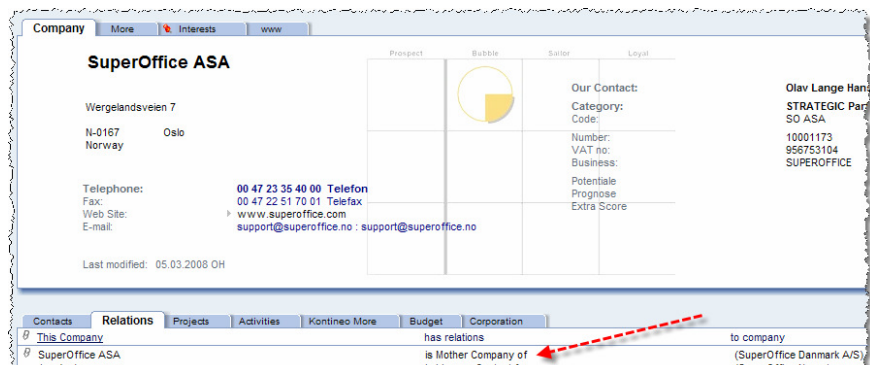 Company More Interests www
Prospect Bubble Sailor Loyal
SuperOffice ASA
Our Contact: Olav Lange Han
Wergelandsveien 7
Category: STRATEGIC Par
Code: SO ASA
N-0167 Oslo
Norway
Number: 10001173
VAT no: 956753104
Business: SUPEROFFICE
Potentiale
Prognose
Extra Score
Telephone: 00 47 23 35 40 00 Telefon
Fax: 00 47 22 51 70 01 Telefax
Web Site: www.superoffice.com
E-mail: support@superoffice.no : support@superoffice.no
Last modified: 05.03.2008 OH
Contacts Relations Projects Activities Kontineo More Budget Corporation
This Company has relations to company
SuperOffice ASA is Mother Company of (SuperOffice Danmark A/S)